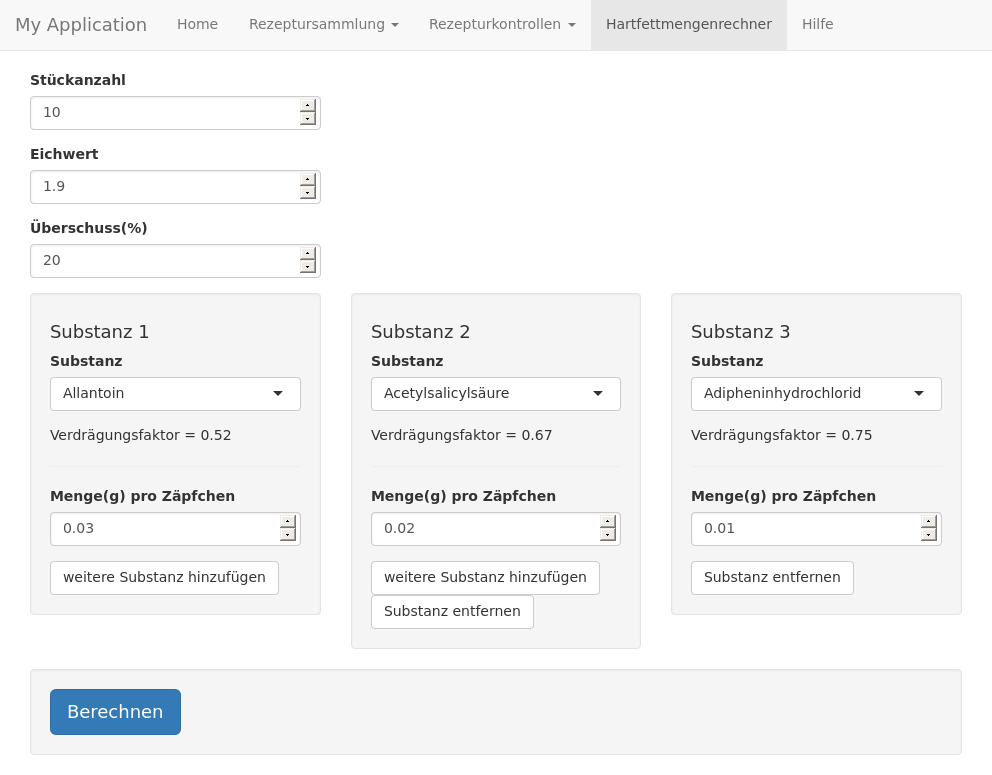 My Application Home Rezeptursammlung Rezepturkontrollen Hartfettmengenrechner Hilfe
Stückanzahl
10
Eichwert
1.9
Überschuss(%)
20
Substanz 1
Substanz
Allantoin
Verdrägungsfaktor = 0.52
Menge(g) pro Zäpfchen
0.03
weitere Substanz hinzufügen
Substanz 2
Substanz
Acetylsalicylsäure
Verdrägungsfaktor = 0.67
Menge(g) pro Zäpfchen
0.02
weitere Substanz hinzufügen
Substanz entfernen
Substanz 3
Substanz
Adipheninhydrochlorid
Verdrägungsfaktor = 0.75
Menge(g) pro Zäpfchen
0.01
Substanz entfernen
Berechnen